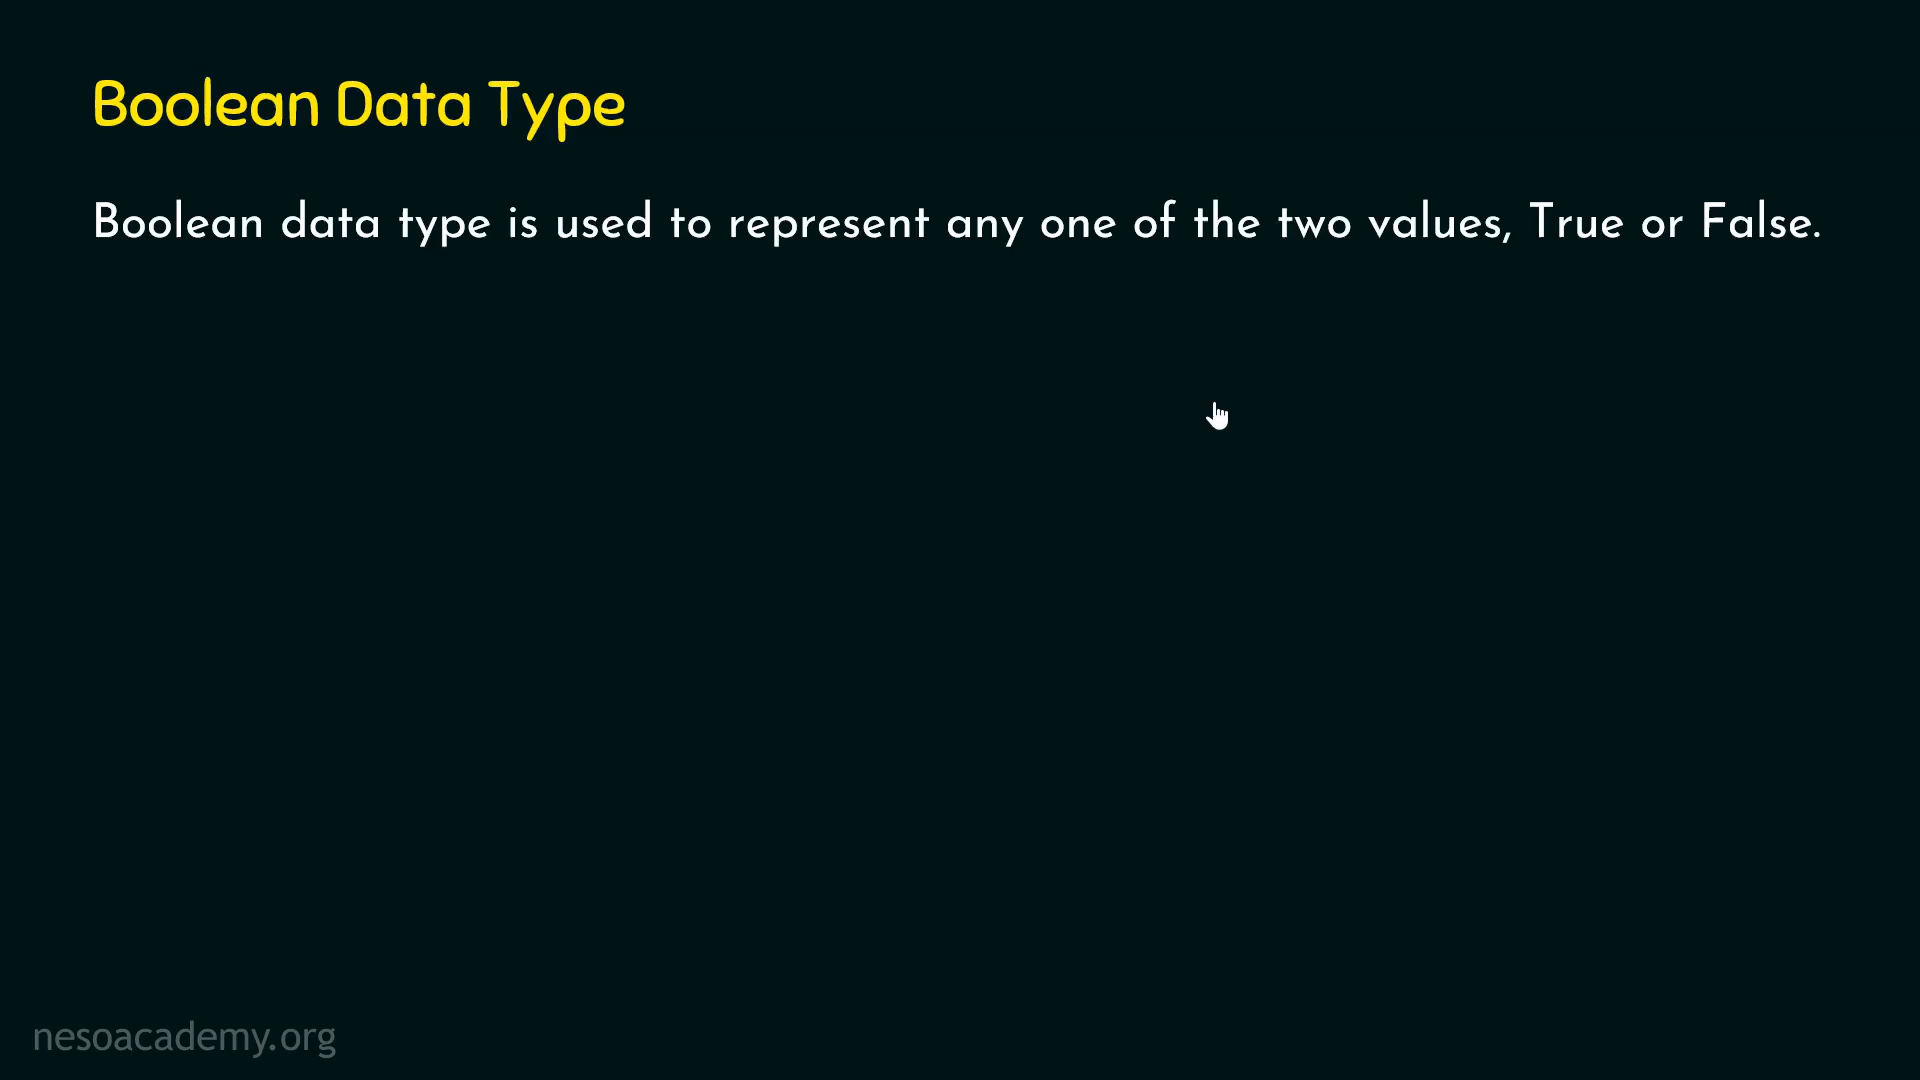 Boolean Data Type
Boolean data type is used to represent any one of the two values, True or False.
nesoacademy.org